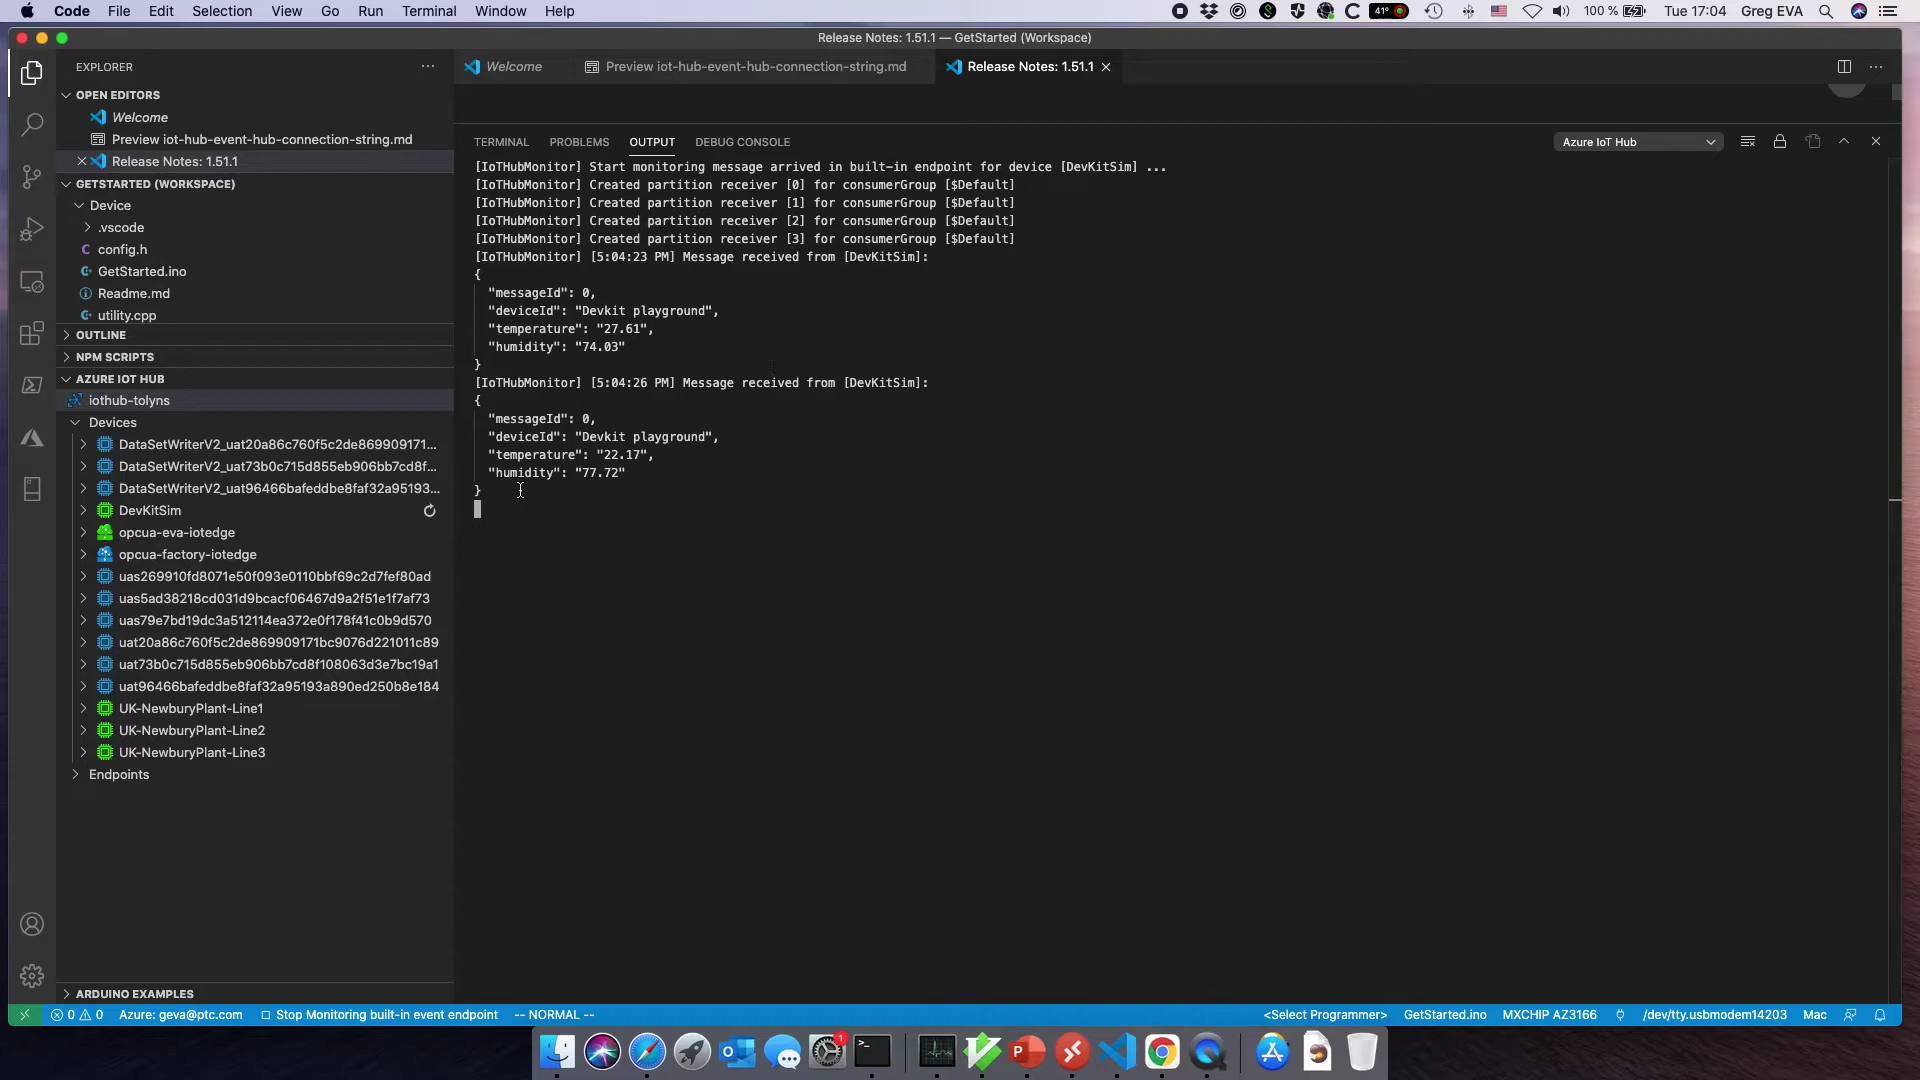 Code File Edit Selection View Go Run Terminal Window Help
41° 100 % Tue 17:04 Greg EVA
Release Notes: 1.51.1 — GetStarted (Workspace)
EXPLORER
Welcome
Preview iot-hub-event-hub-connection-string.md
Release Notes: 1.51.1
OPEN EDITORS
Welcome
Preview iot-hub-event-hub-connection-string.md
Release Notes: 1.51.1
GETSTARTED (WORKSPACE)
Device
.vscode
config.h
GetStarted.ino
Readme.md
utility.cpp
OUTLINE
NPM SCRIPTS
AZURE IOT HUB
iothub-tolyns
Devices
DataSetWriterV2_uat20a86c760f5c2de869909171...
DataSetWriterV2_uat73b0c715d855eb906bb7cd8f...
DataSetWriterV2_uat96466bafeddbe8faf32a95193...
DevKitSim
opcua-eva-iotedge
opcua-factory-iotedge
uas269910fd8071e50f093e0110bbf69c2d7fef80ad
uas5ad38218cd031d9bcacf06467d9a2f51e1f7af73
uas79e7bd19dc3a512114ea372e0f178f41c0b9d570
uat20a86c760f5c2de869909171bc9076d221011c89
uat73b0c715d855eb906bb7cd8f108063d3e7bc19a1
uat96466bafeddbe8faf32a95193a890ed250b8e184
UK-NewburyPlant-Line1
UK-NewburyPlant-Line2
UK-NewburyPlant-Line3
Endpoints
ARDUINO EXAMPLES
TERMINAL PROBLEMS OUTPUT DEBUG CONSOLE
Azure IoT Hub
[IoTHubMonitor] Start monitoring message arrived in built-in endpoint for device [DevKitSim] ...
[IoTHubMonitor] Created partition receiver [0] for consumerGroup [$Default]
[IoTHubMonitor] Created partition receiver [1] for consumerGroup [$Default]
[IoTHubMonitor] Created partition receiver [2] for consumerGroup [$Default]
[IoTHubMonitor] Created partition receiver [3] for consumerGroup [$Default]
[IoTHubMonitor] [5:04:23 PM] Message received from [DevKitSim]:
{
"messageId": 0,
"deviceId": "Devkit playground",
"temperature": "27.61",
"humidity": "74.03"
}
[IoTHubMonitor] [5:04:26 PM] Message received from [DevKitSim]:
{
"messageId": 0,
"deviceId": "Devkit playground",
"temperature": "22.17",
"humidity": "77.72"
}
0 0 Azure: geva@ptc.com Stop Monitoring built-in event endpoint -- NORMAL --
<Select Programmer> GetStarted.ino MXCHIP AZ3166 /dev/tty.usbmodem14203 Mac